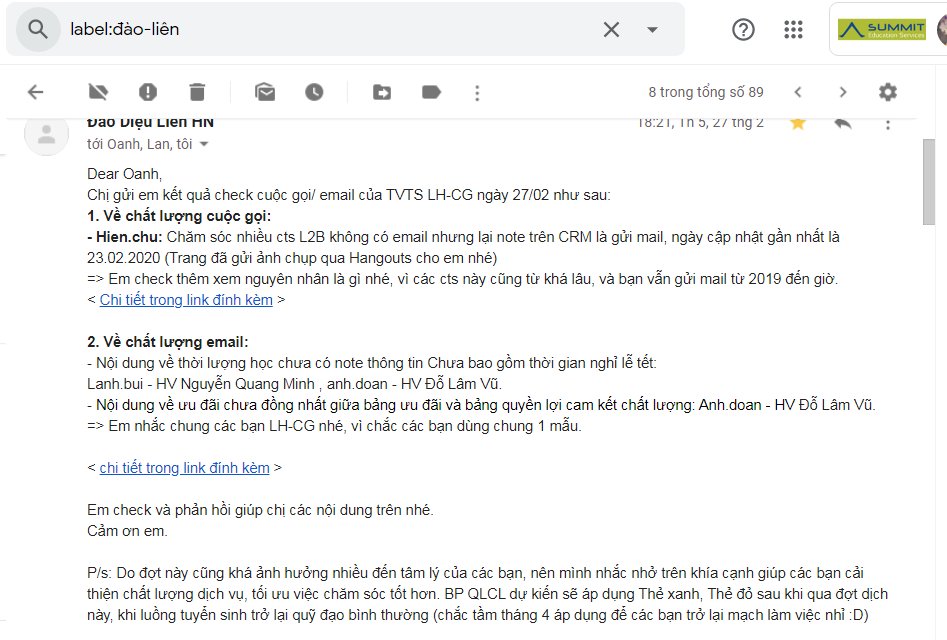 label:đào-liên
SUMMIT
Education Services
8 trong tổng số 89
Đào Diệu Liên HN
18:21, Th 5, 27 thg 2
tới Oanh, Lan, tôi
Dear Oanh,
Chị gửi em kết quả check cuộc gọi/ email của TVTS LH-CG ngày 27/02 như sau:
1. Về chất lượng cuộc gọi:
- Hien.chu: Chăm sóc nhiều cts L2B không có email nhưng lại note trên CRM là gửi mail, ngày cập nhật gần nhất là
23.02.2020 (Trang đã gửi ảnh chụp qua Hangouts cho em nhé)
=> Em check thêm xem nguyên nhân là gì nhé, vì các cts này cũng từ khá lâu, và bạn vẫn gửi mail từ 2019 đến giờ.
< Chi tiết trong link đính kèm >
2. Về chất lượng email:
- Nội dung về thời lượng học chưa có note thông tin Chưa bao gồm thời gian nghỉ lễ tết:
Lanh.bui - HV Nguyễn Quang Minh , anh.doan - HV Đỗ Lâm Vũ.
- Nội dung về ưu đãi chưa đồng nhất giữa bảng ưu đãi và bảng quyền lợi cam kết chất lượng: Anh.doan - HV Đỗ Lâm Vũ.
=> Em nhắc chung các bạn LH-CG nhé, vì chắc các bạn dùng chung 1 mẫu.
< chi tiết trong link đính kèm >
Em check và phản hồi giúp chị các nội dung trên nhé.
Cảm ơn em.
P/s: Do đợt này cũng khá ảnh hưởng nhiều đến tâm lý của các bạn, nên mình nhắc nhở trên khía cạnh giúp các bạn cải
thiện chất lượng dịch vụ, tối ưu việc chăm sóc tốt hơn. BP QLCL dự kiến sẽ áp dụng Thẻ xanh, Thẻ đỏ sau khi qua đợt dịch
này, khi luồng tuyển sinh trở lại quỹ đạo bình thường (chắc tầm tháng 4 áp dụng để các bạn trở lại mạch làm việc nhỉ :D)